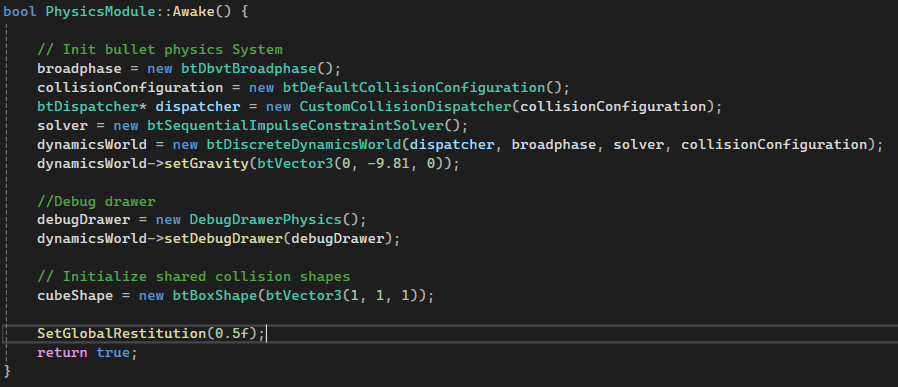 bool PhysicsModule::Awake() {
// Init bullet physics System
broadphase = new btDbvtBroadphase();
collisionConfiguration = new btDefaultCollisionConfiguration();
btDispatcher* dispatcher = new CustomCollisionDispatcher(collisionConfiguration);
solver = new btSequentialImpulseConstraintSolver();
dynamicsWorld = new btDiscreteDynamicsWorld(dispatcher, broadphase, solver, collisionConfiguration);
dynamicsWorld->setGravity(btVector3(0, -9.81, 0));
//Debug drawer
debugDrawer = new DebugDrawerPhysics();
dynamicsWorld->setDebugDrawer(debugDrawer);
// Initialize shared collision shapes
cubeShape = new btBoxShape(btVector3(1, 1, 1));
SetGlobalRestitution(0.5f);
return true;
}